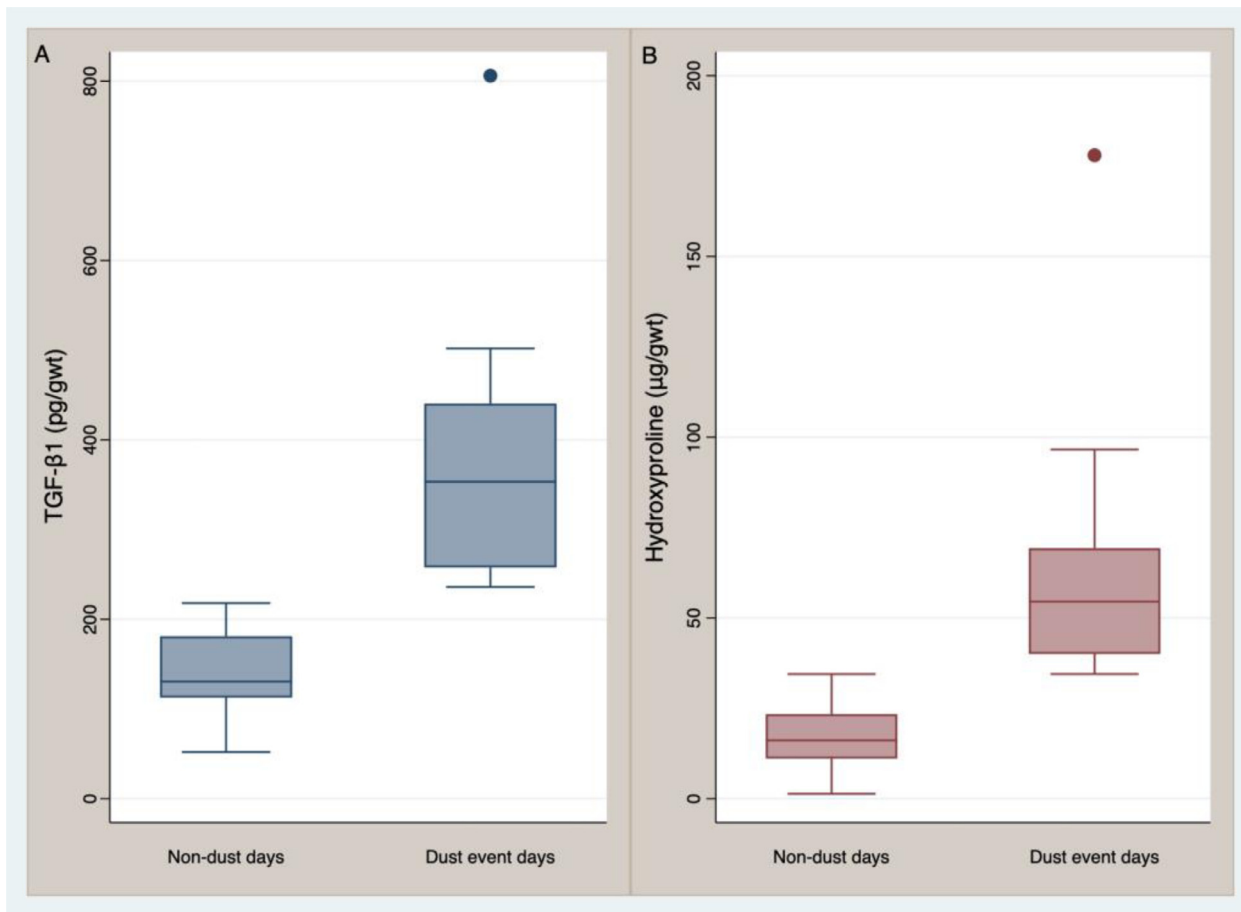 A
TGF-β1 (pg/gwt)
800
600
400
200
0
Non-dust days
Dust event days
B
Hydroxyproline (μg/gwt)
200
150
100
50
0
Non-dust days
Dust event days